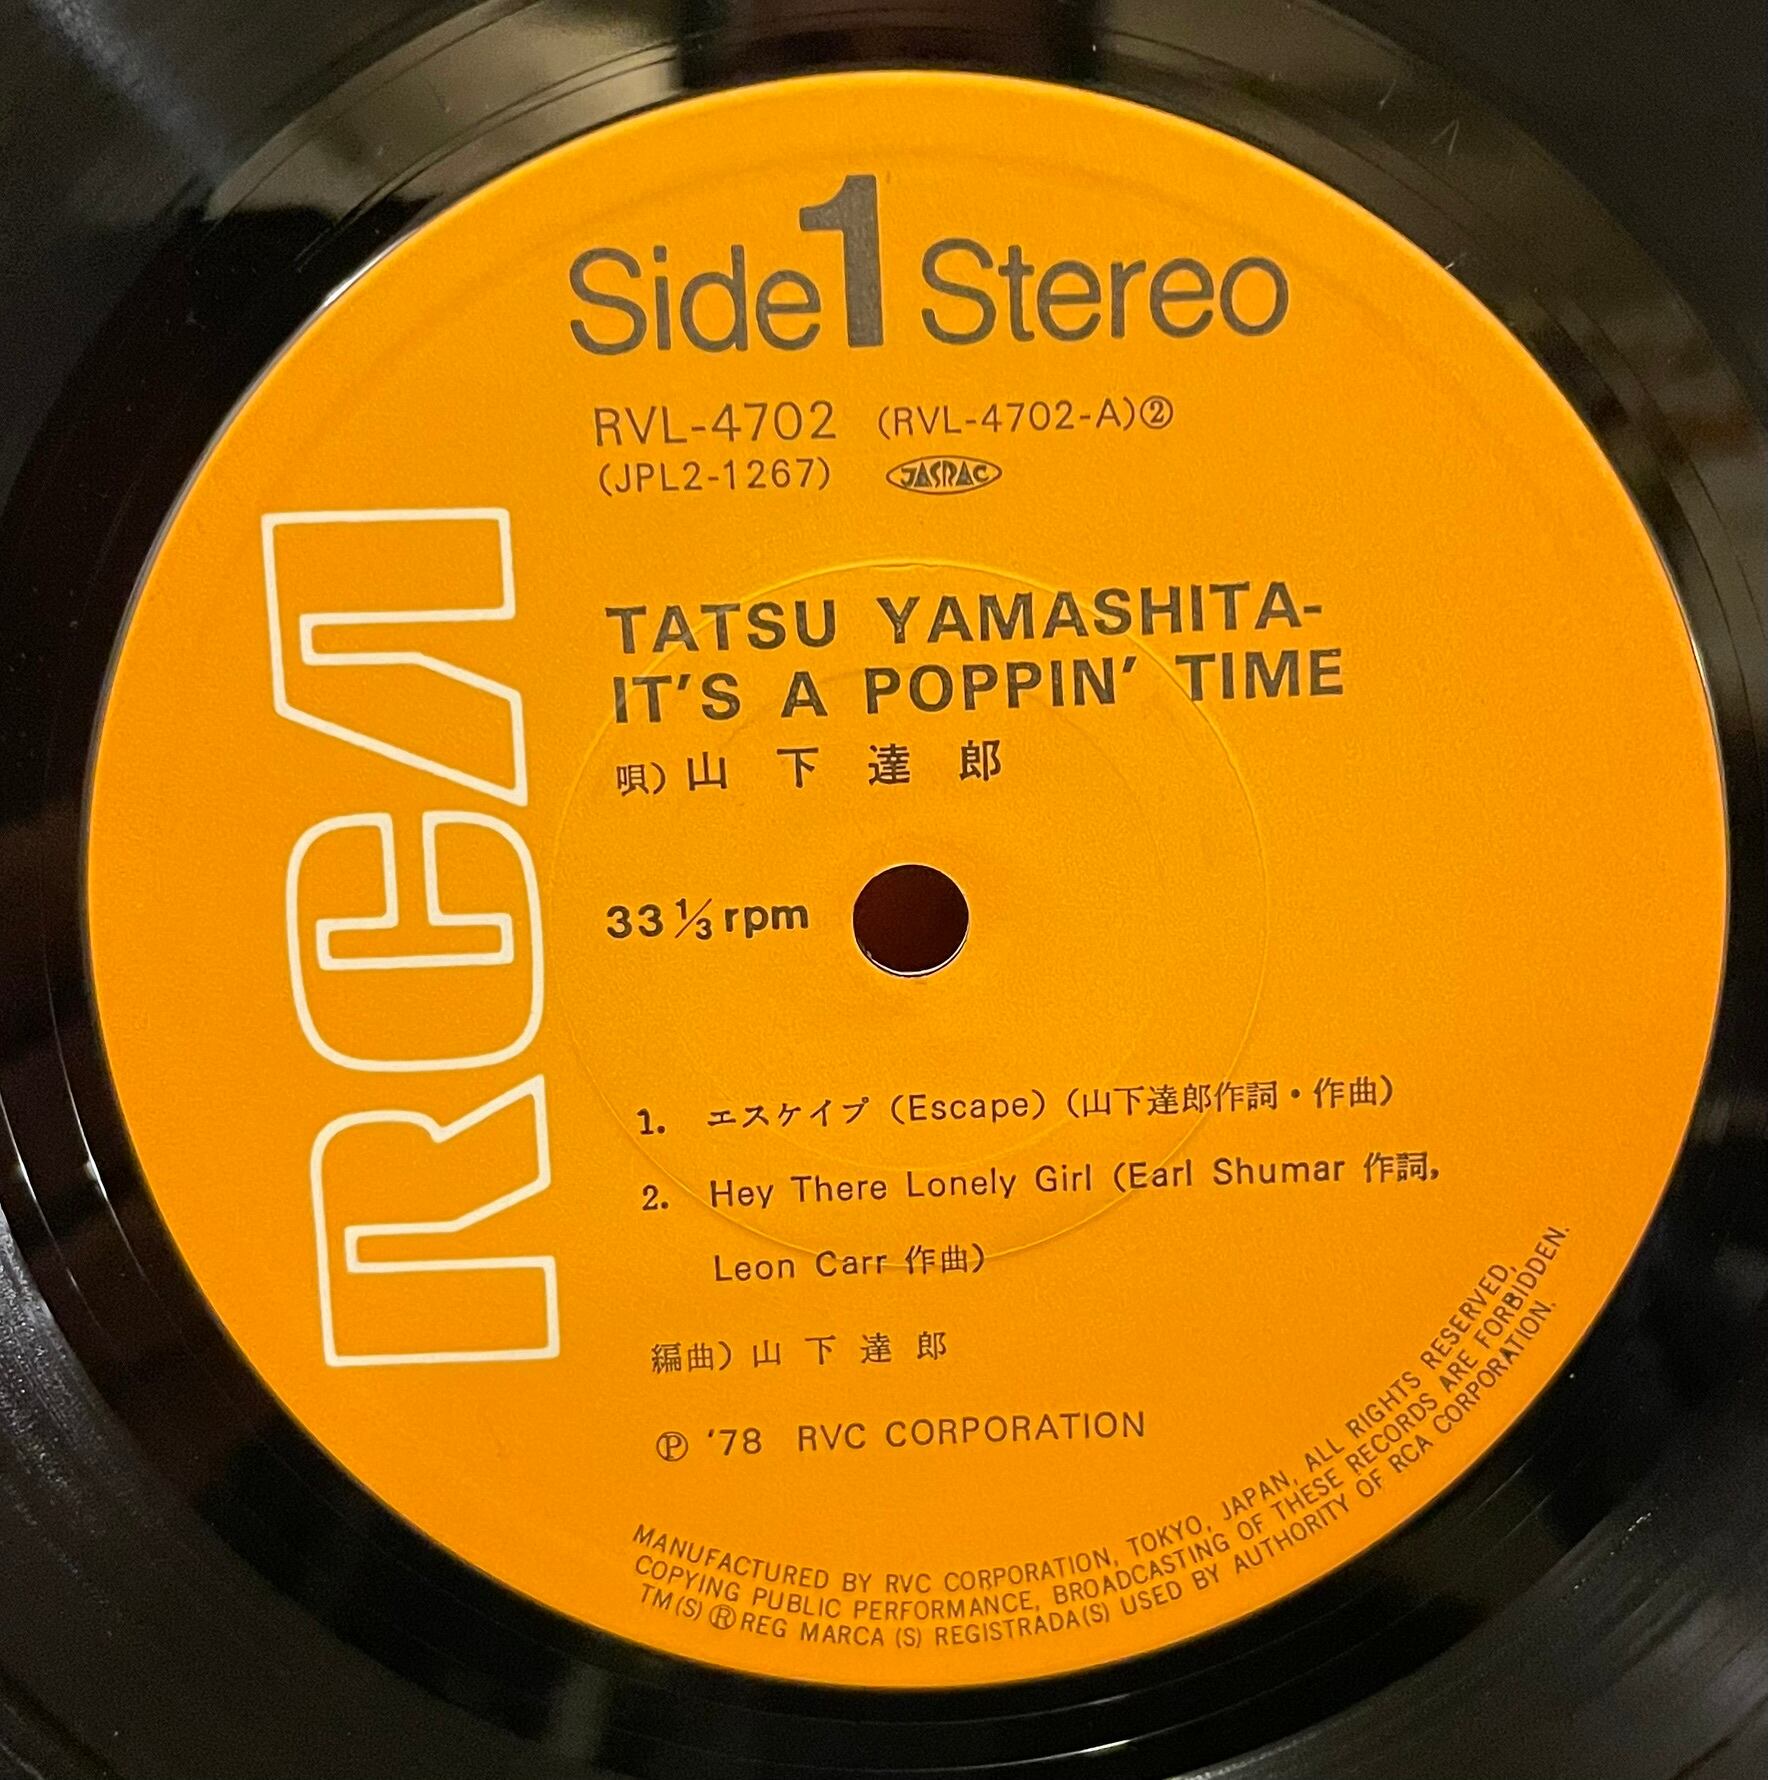 Side 1 Stereo
RVL-4702 (RVL-4702-A)②
(JPL2-1267) JASRAC
RCA
TATSU YAMASHITA-
IT'S A POPPIN' TIME
唄)山下達郎
33 1/3 rpm
1. エスケイプ(Escape)(山下達郎作詞・作曲)
2. Hey There Lonely Girl (Earl Shumar 作詞,
Leon Carr 作曲)
編曲)山下達郎
Ⓟ '78 RVC CORPORATION
MANUFACTURED BY RVC CORPORATION, TOKYO, JAPAN, ALL RIGHTS RESERVED,
COPYING PUBLIC PERFORMANCE, BROADCASTING OF THESE RECORDS ARE FORBIDDEN.
TM(S) ® REG MARCA (S) REGISTRADA(S) USED BY AUTHORITY OF RCA CORPORATION.